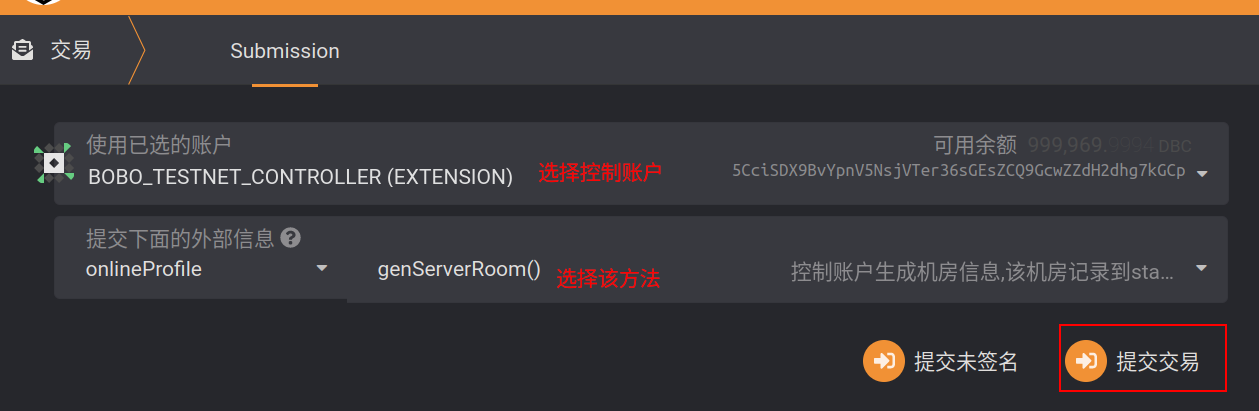 交易
Submission
使用已选的账户
可用余额 999,969.9994 DBC
BOBO_TESTNET_CONTROLLER (EXTENSION)
选择控制账户
5CciSDX9BvYpnV5NsjVTer36sGEsZCQ9GcwZZdH2dhg7kGCp
提交下面的外部信息
onlineProfile
genServerRoom()
选择该方法
控制账户生成机房信息,该机房记录到sta...
提交未签名
提交交易